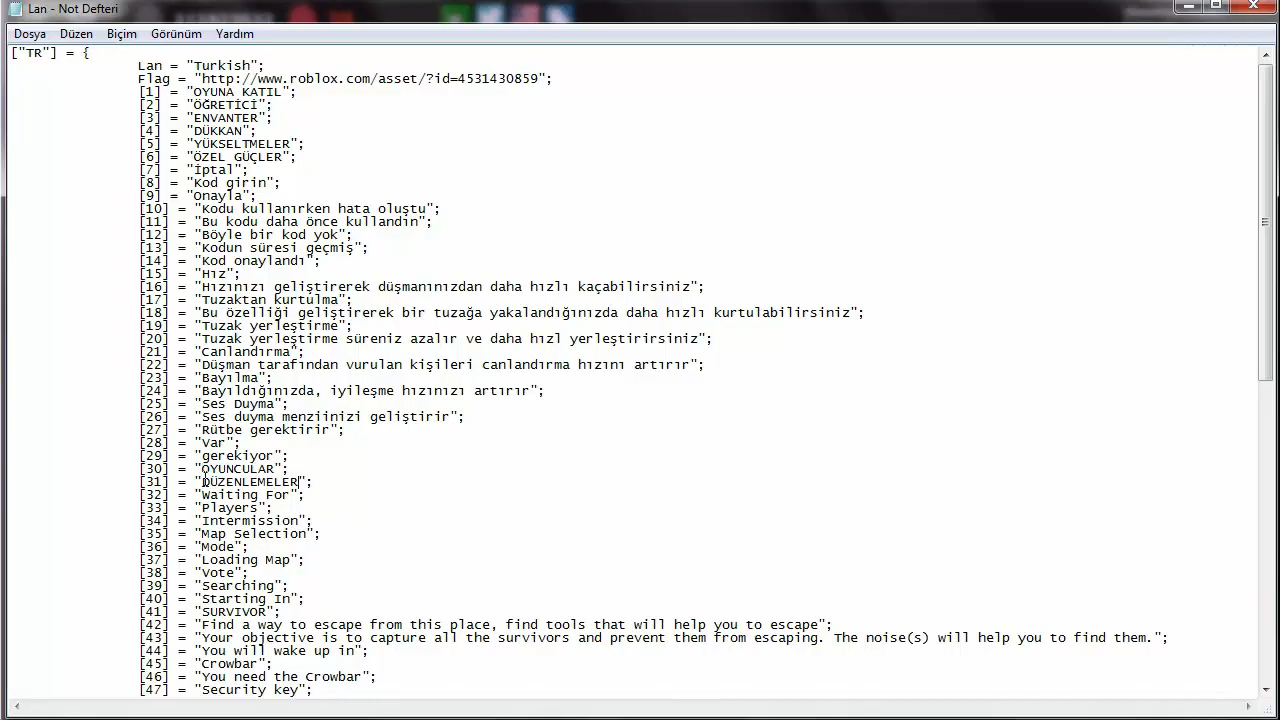 Lan - Not Defteri
Dosya Düzen Biçim Görünüm Yardım
["TR"] = {
Lan = "Turkish";
Flag = "http://www.roblox.com/asset/?id=4531430859";
[1] = "OYUNA KATIL";
[2] = "ÖĞRETİCİ";
[3] = "ENVANTER";
[4] = "DÜKKAN";
[5] = "YÜKSELTMELER";
[6] = "ÖZEL GÜÇLER";
[7] = "İptal";
[8] = "Kod girin";
[9] = "Onayla";
[10] = "Kodu kullanırken hata oluştu";
[11] = "Bu kodu daha önce kullandın";
[12] = "Böyle bir kod yok";
[13] = "Kodun süresi geçmiş";
[14] = "Kod onaylandı";
[15] = "Hız";
[16] = "Hızınızı geliştirerek düşmanınızdan daha hızlı kaçabilirsiniz";
[17] = "Tuzaktan kurtulma";
[18] = "Bu özelliği geliştirerek bir tuzağa yakalandığınızda daha hızlı kurtulabilirsiniz";
[19] = "Tuzak yerleştirme";
[20] = "Tuzak yerleştirme süreniz azalır ve daha hızl yerleştirirsiniz";
[21] = "Canlandırma";
[22] = "Düşman tarafından vurulan kişileri canlandırma hızını artırır";
[23] = "Bayılma";
[24] = "Bayıldığınızda, iyileşme hızınızı artırır";
[25] = "Ses Duyma";
[26] = "Ses duyma menziinizi geliştirir";
[27] = "Rütbe gerektirir";
[28] = "Var";
[29] = "gerekiyor";
[30] = "OYUNCULAR";
[31] = "DÜZENLEMELER";
[32] = "Waiting For";
[33] = "Players";
[34] = "Intermission";
[35] = "Map Selection";
[36] = "Mode";
[37] = "Loading Map";
[38] = "Vote";
[39] = "Searching";
[40] = "Starting In";
[41] = "SURVIVOR";
[42] = "Find a way to escape from this place, find tools that will help you to escape";
[43] = "Your objective is to capture all the survivors and prevent them from escaping. The noise(s) will help you to find them.";
[44] = "You will wake up in";
[45] = "Crowbar";
[46] = "You need the Crowbar";
[47] = "Security key";